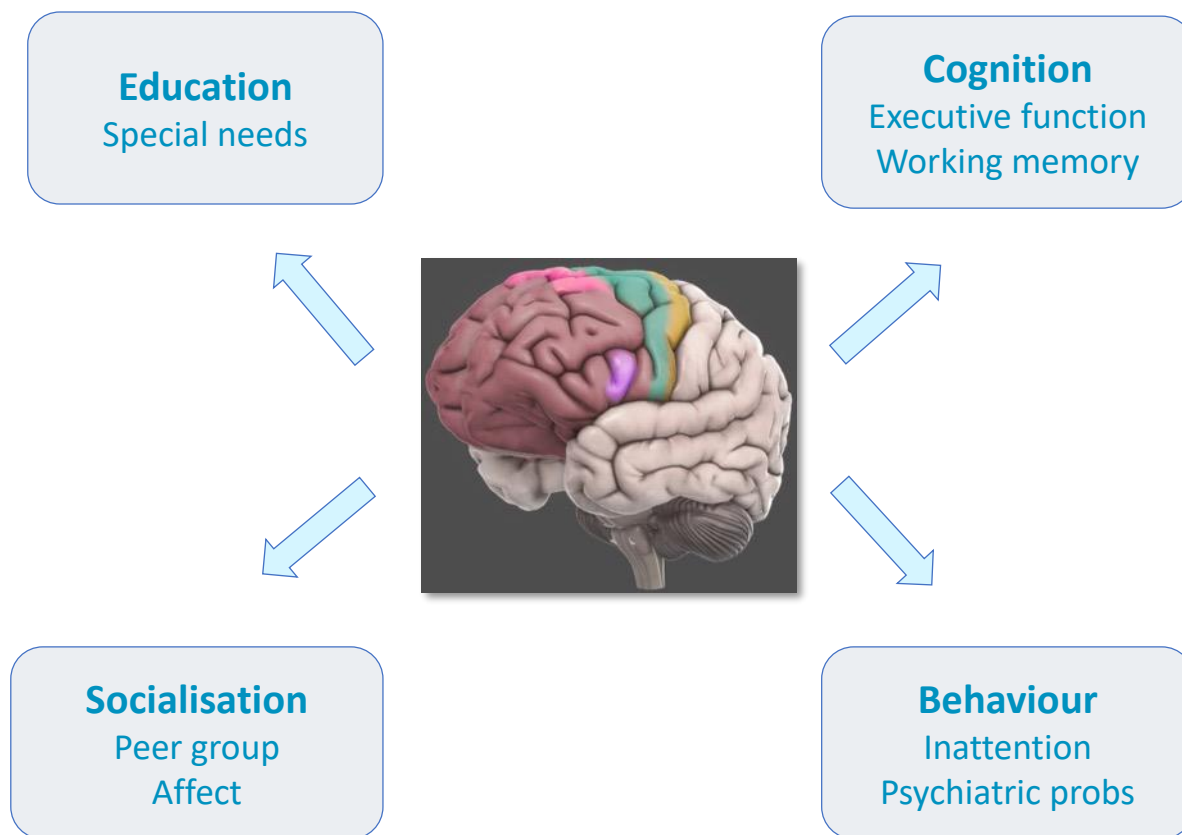 Education
Special needs
Cognition
Executive function
Working memory
Socialisation
Peer group
Affect
Behaviour
Inattention
Psychiatric probs